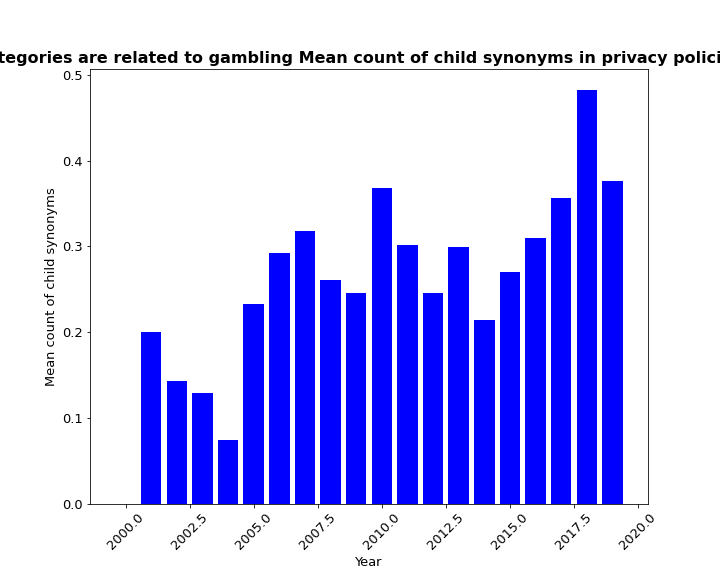 tegories are related to gambling Mean count of child synonyms in privacy polici
0.5
0.4
0.3
0.2
0.1
0.0
Mean count of child synonyms
2000.0 2002.5 2005.0 2007.5 2010.0 2012.5 2015.0 2017.5 2020.0
Year